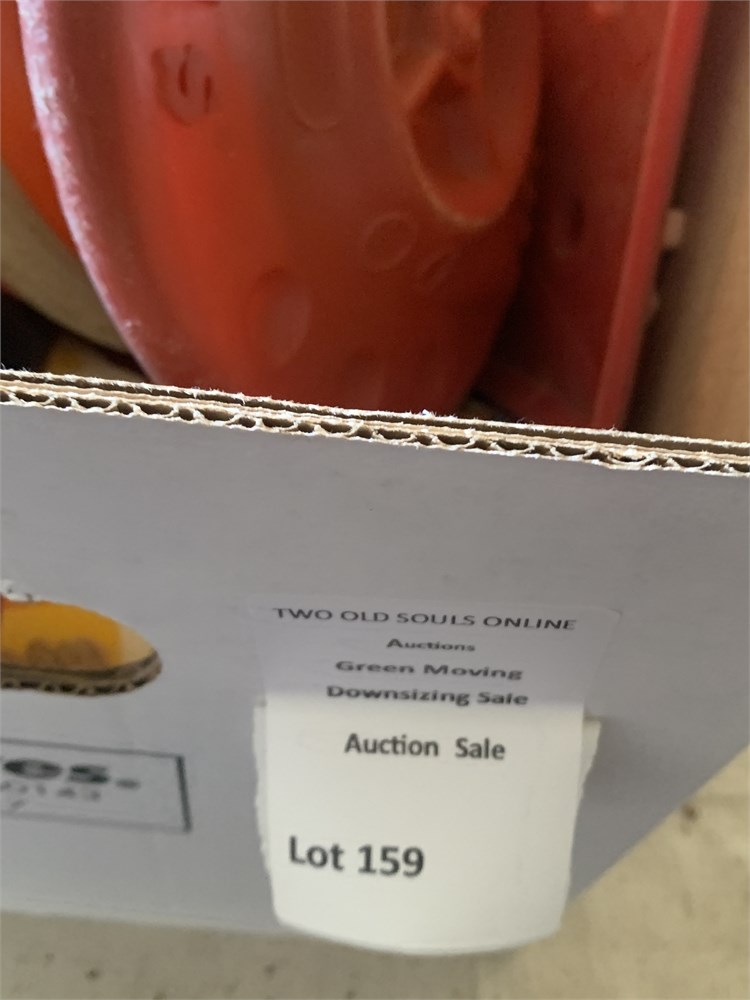 TWO OLD SOULS ONLINE
Auctions
Green Moving
Downsizing Sale
Auction Sale
Lot 159